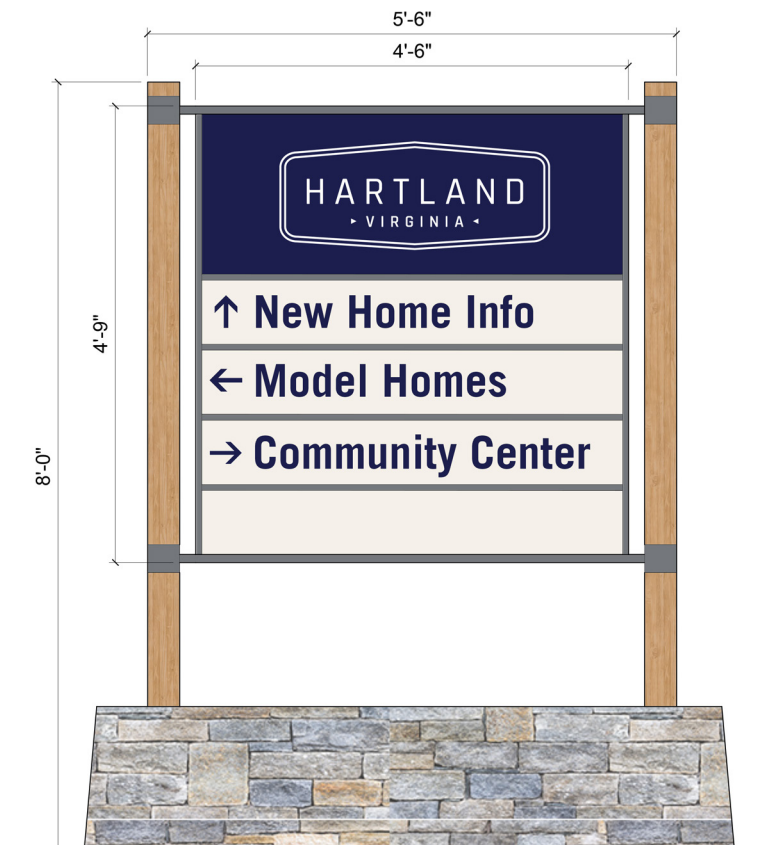 5'-6"
4'-6"
HARTLAND
VIRGINIA
↑ New Home Info
4'-9"
← Model Homes
→ Community Center
8'-0"